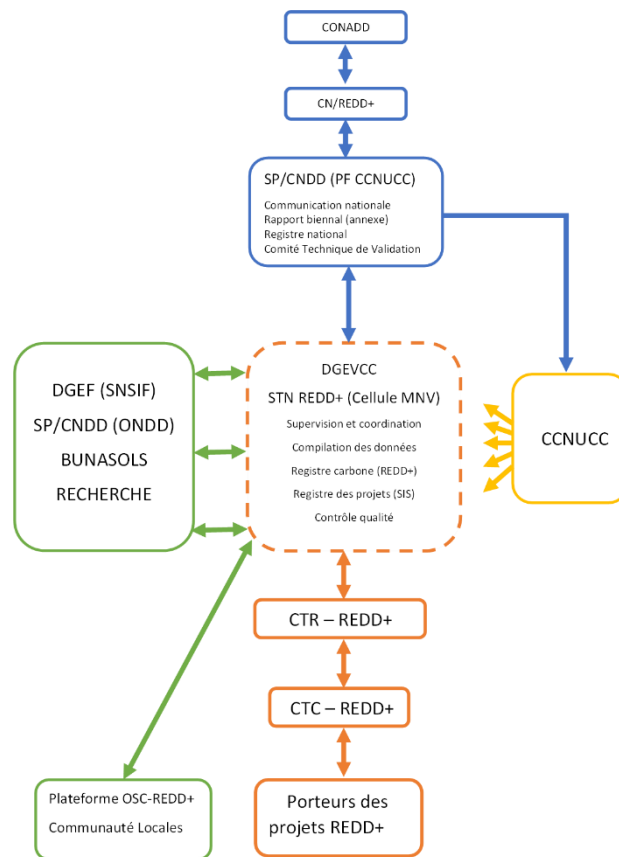 CONADD
CN/REDD+
SP/CNDD (PF CCNUCC)
Communication nationale
Rapport biennal (annexe)
Registre national
Comité Technique de Validation
DGEF (SNSIF)
SP/CNDD (ONDD)
BUNASOLS
RECHERCHE
DGEVCC
STN REDD+ (Cellule MNV)
Supervision et coordination
Compilation des données
Registre carbone (REDD+)
Registre des projets (SIS)
Contrôle qualité
CCNUCC
CTR – REDD+
CTC – REDD+
Plateforme OSC-REDD+
Communauté Locales
Porteurs des
projets REDD+